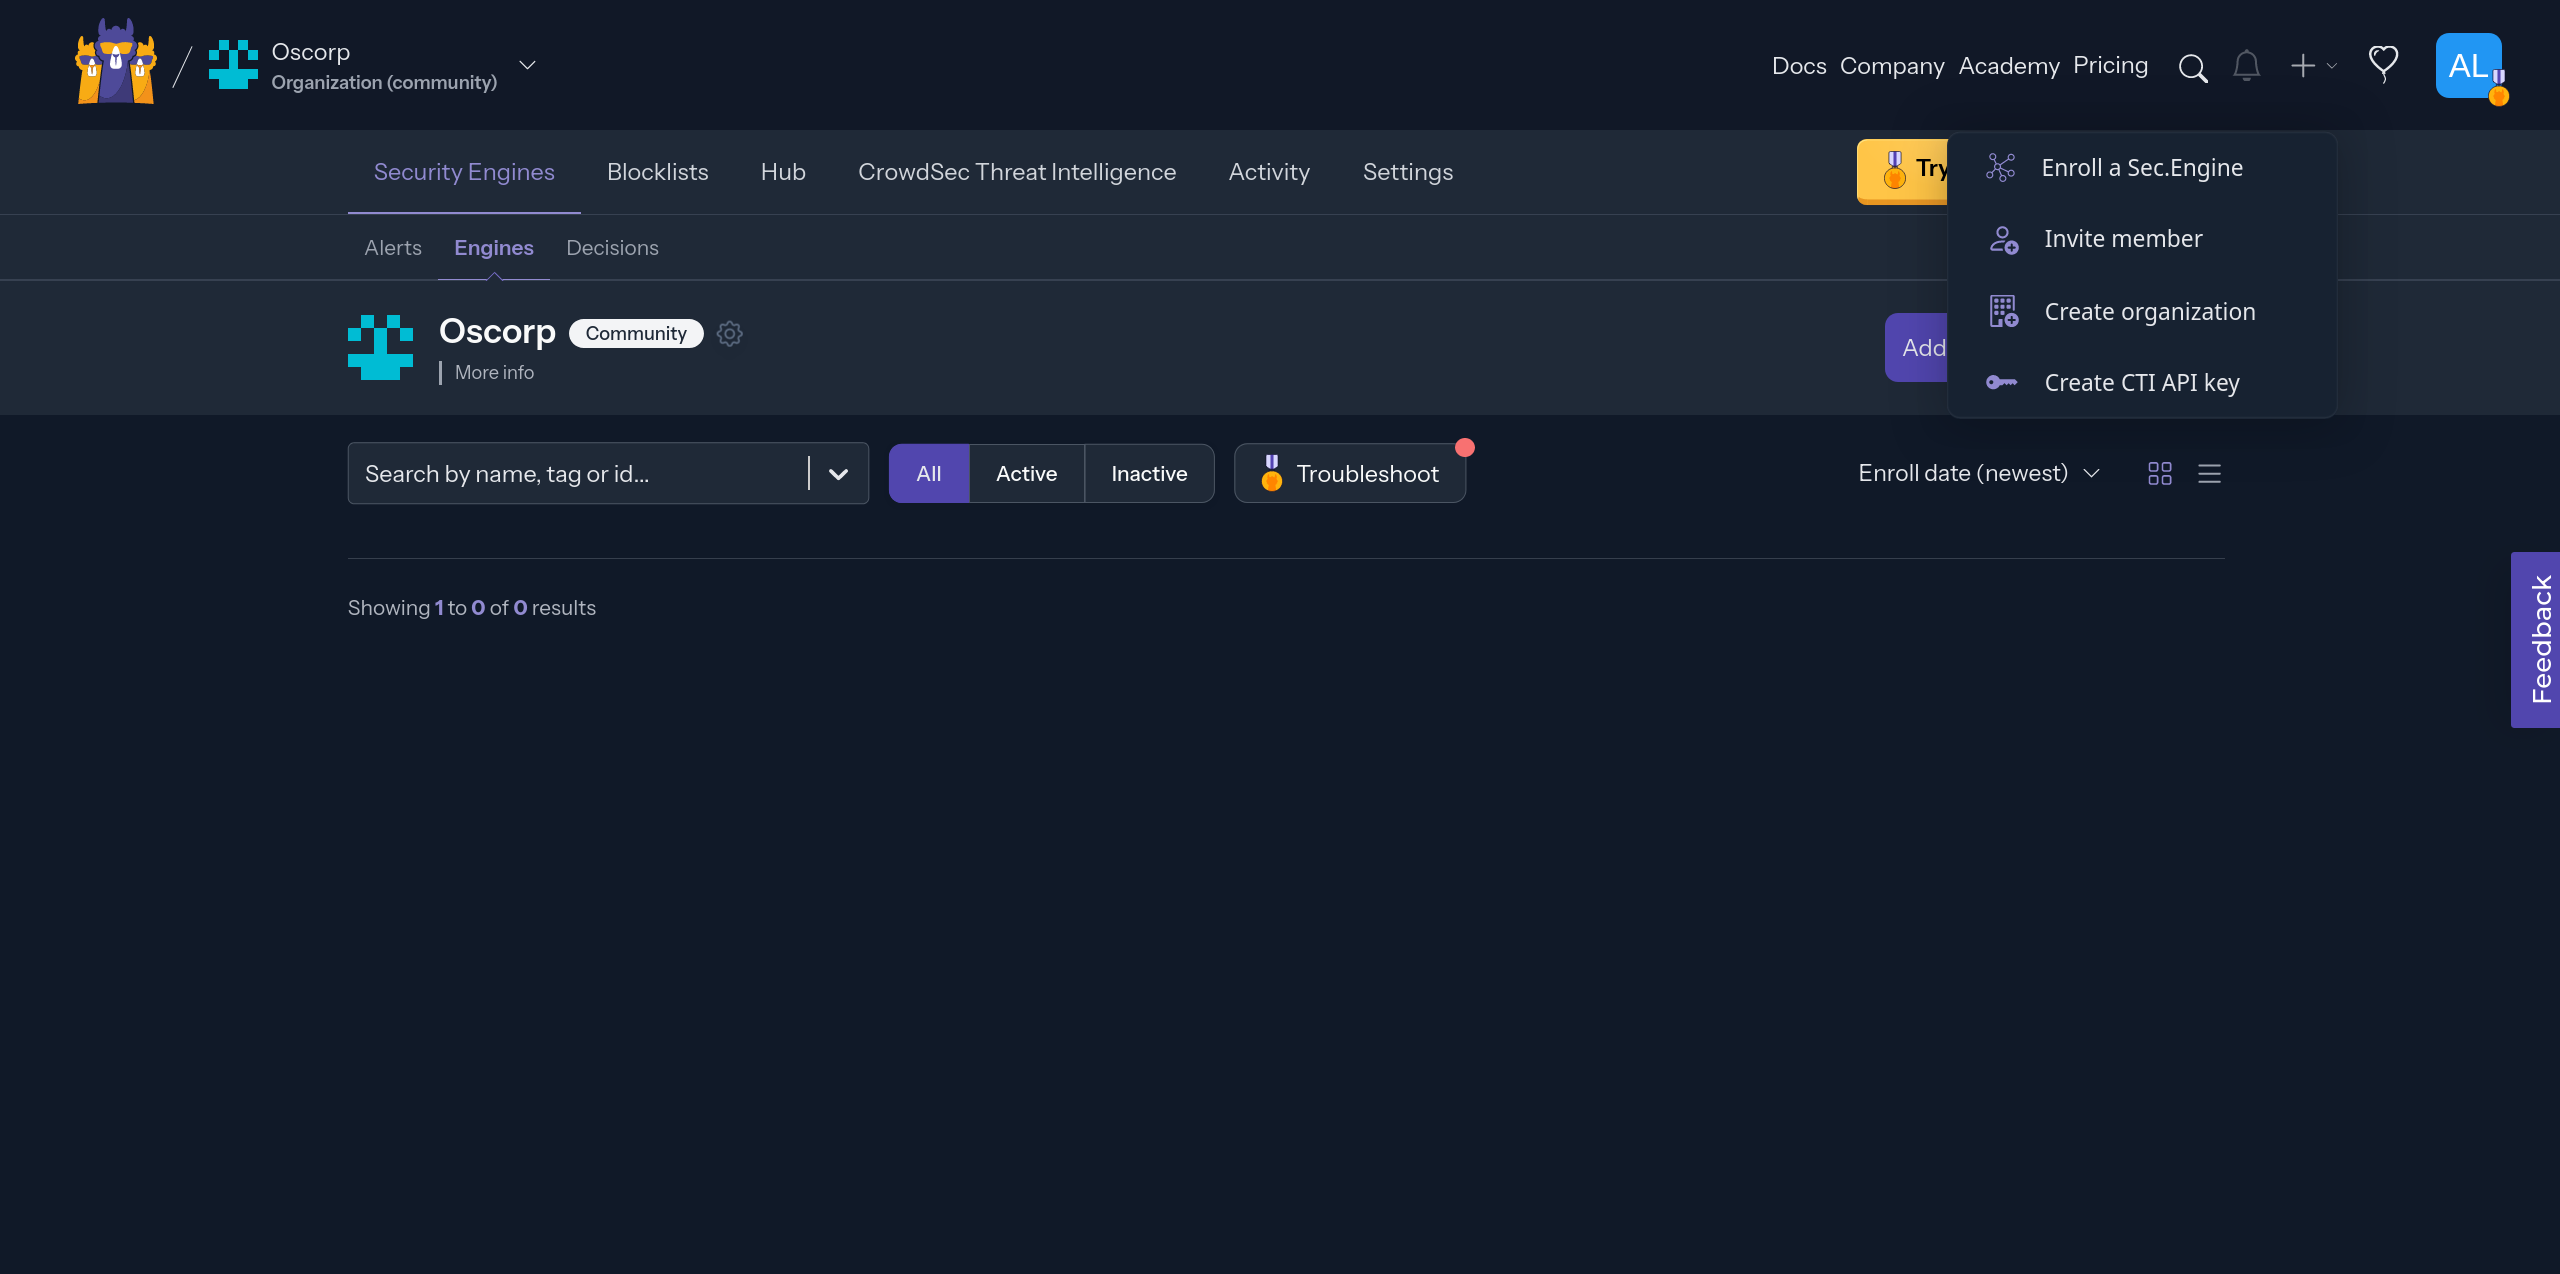 Oscorp
Organization (community)
Docs Company Academy Pricing
AL
Security Engines Blocklists Hub CrowdSec Threat Intelligence Activity Settings
Try
Enroll a Sec.Engine
Invite member
Create organization
Create CTI API key
Alerts Engines Decisions
Oscorp Community
More info
Add
Search by name, tag or id...
All Active Inactive
Troubleshoot
Enroll date (newest)
Showing 1 to 0 of 0 results
Feedback